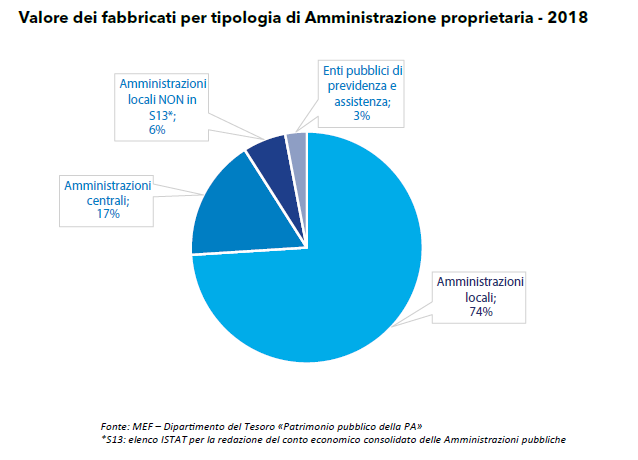 Valore dei fabbricati per tipologia di Amministrazione proprietaria - 2018
Enti pubblici di
previdenza e
assistenza;
3%
Amministrazioni
locali NON in
S13*;
6%
Amministrazioni
centrali;
17%
Amministrazioni
locali;
74%
Fonte: MEF – Dipartimento del Tesoro «Patrimonio pubblico della PA»
*S13: elenco ISTAT per la redazione del conto economico consolidato delle Amministrazioni pubbliche